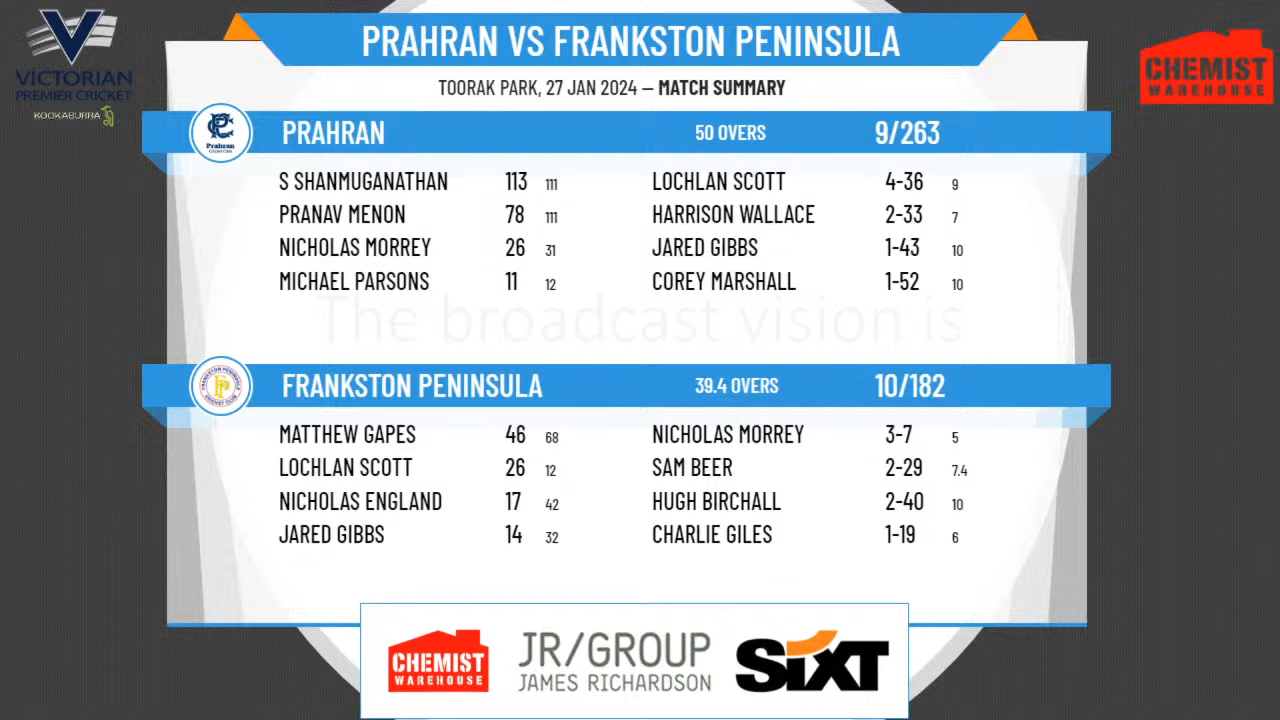 VICTORIAN
PREMIER CRICKET
KOOKABURRA
PRAHRAN VS FRANKSTON PENINSULA
CHEMIST
WAREHOUSE
TOORAK PARK, 27 JAN 2024 – MATCH SUMMARY
Prahran
PRAHRAN 50 OVERS 9/263
S SHANMUGANATHAN 113 111 LOCHLAN SCOTT 4-36 9
PRANAV MENON 78 111 HARRISON WALLACE 2-33 7
NICHOLAS MORREY 26 31 JARED GIBBS 1-43 10
MICHAEL PARSONS 11 12 COREY MARSHALL 1-52 10
The broadcast vision is
FRANKSTON PENINSULA 39.4 OVERS 10/182
MATTHEW GAPES 46 68 NICHOLAS MORREY 3-7 5
LOCHLAN SCOTT 26 12 SAM BEER 2-29 7.4
NICHOLAS ENGLAND 17 42 HUGH BIRCHALL 2-40 10
JARED GIBBS 14 32 CHARLIE GILES 1-19 6
CHEMIST
WAREHOUSE
JR/GROUP
JAMES RICHARDSON
SiXT